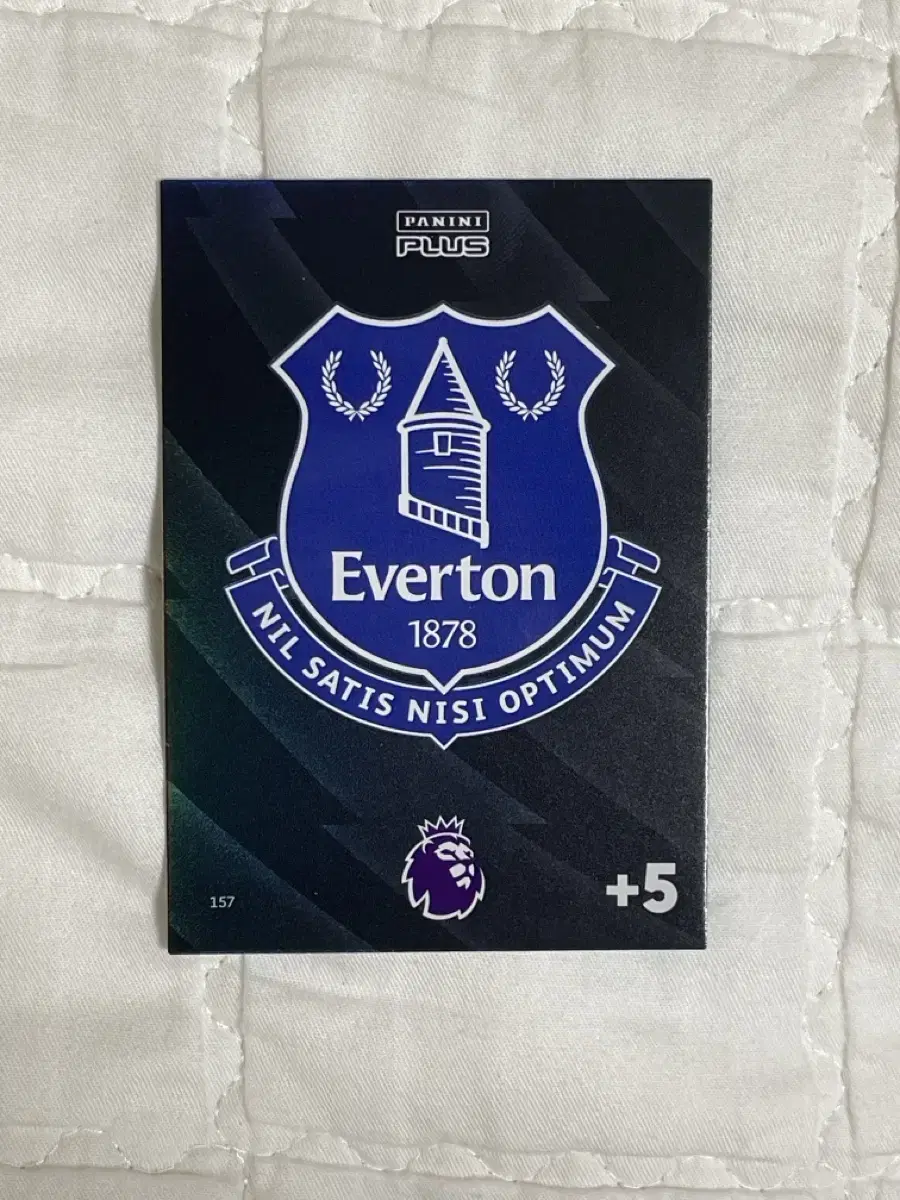 PANINI
PLUS
Everton
1878
NIL SATIS NISI OPTIMUM
157
+5